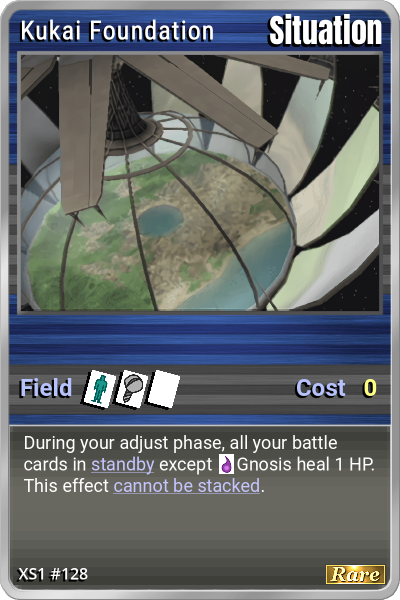 Kukai Foundation
Situation
Field
Cost 0
During your adjust phase, all your battle
cards in standby except Gnosis heal 1 HP.
This effect cannot be stacked.
XS1 #128
Rare